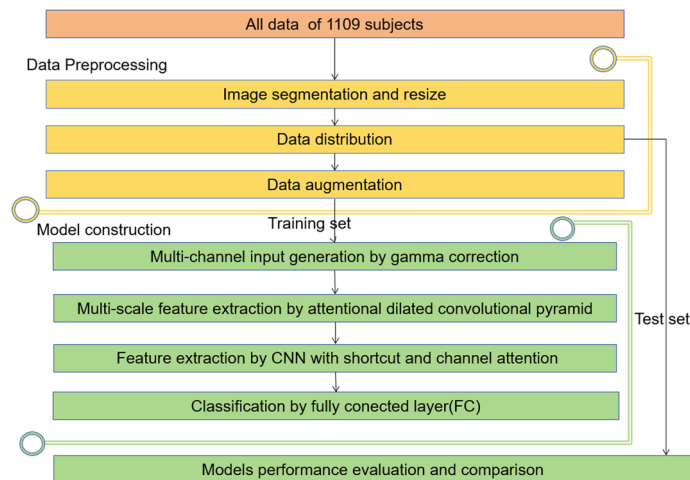 All data of 1109 subjects
Data Preprocessing
Image segmentation and resize
Data distribution
Data augmentation
Training set
Model construction
Multi-channel input generation by gamma correction
Multi-scale feature extraction by attentional dilated convolutional pyramid
Test set
Feature extraction by CNN with shortcut and channel attention
Classification by fully conected layer(FC)
Models performance evaluation and comparison